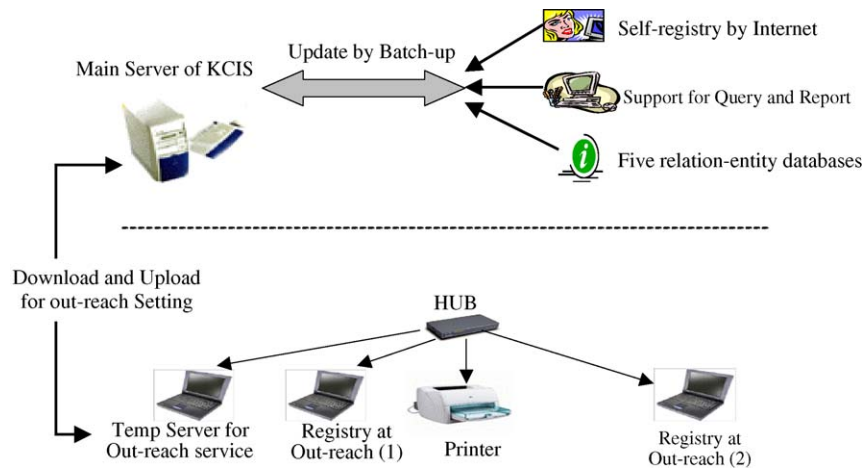 Self-registry by Internet
Update by Batch-up
Main Server of KCIS
Support for Query and Report
i
Five relation-entity databases
Download and Upload
for out-reach Setting
HUB
Temp Server for
Out-reach service
Registry at
Out-reach (1)
Printer
Registry at
Out-reach (2)